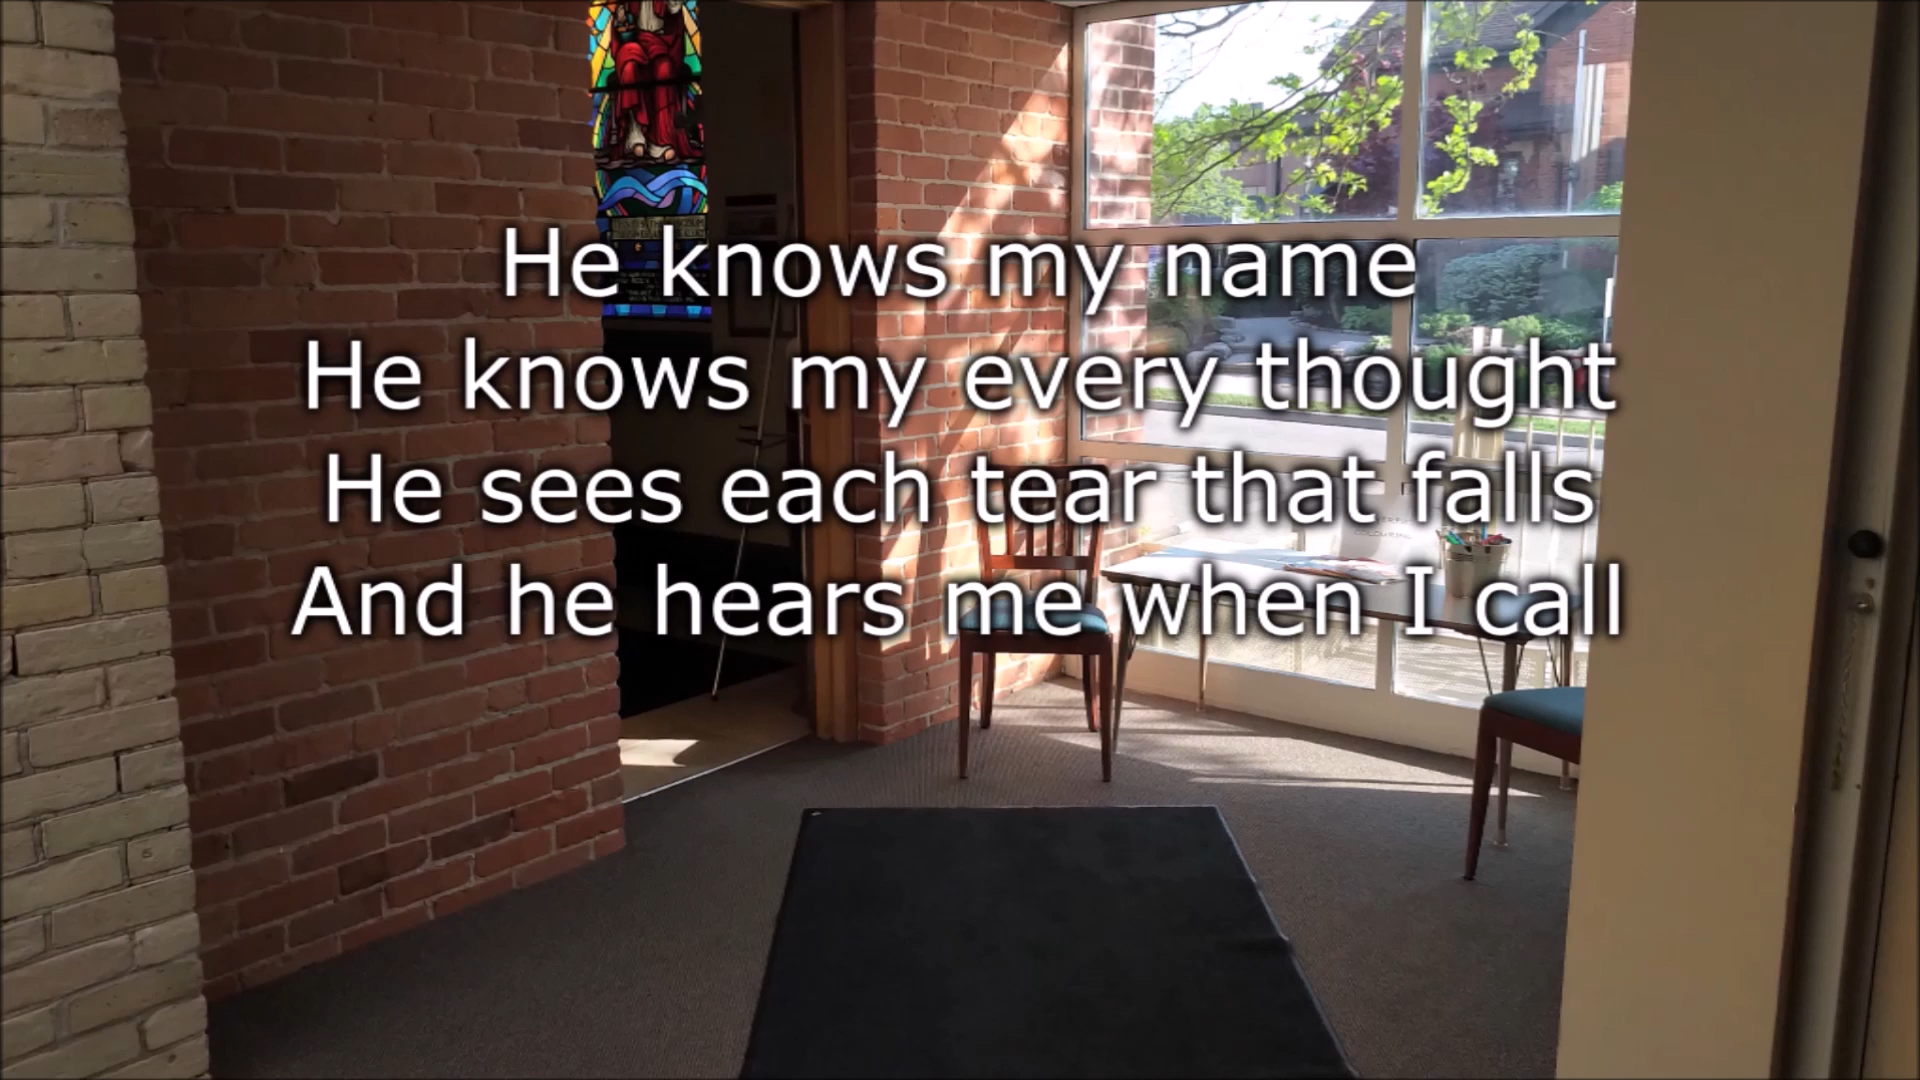 He knows my name
He knows my every thought
He sees each tear that falls
And he hears me when I call
COLOURING